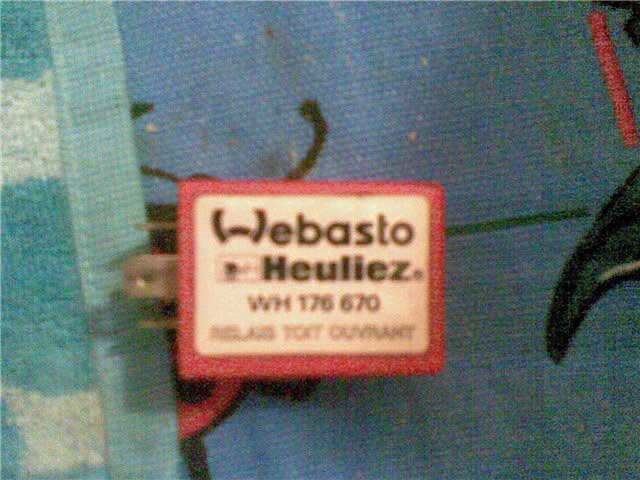 Webasto
Heuliez
WH 176 670
RELAIS TOIT OUVRANT